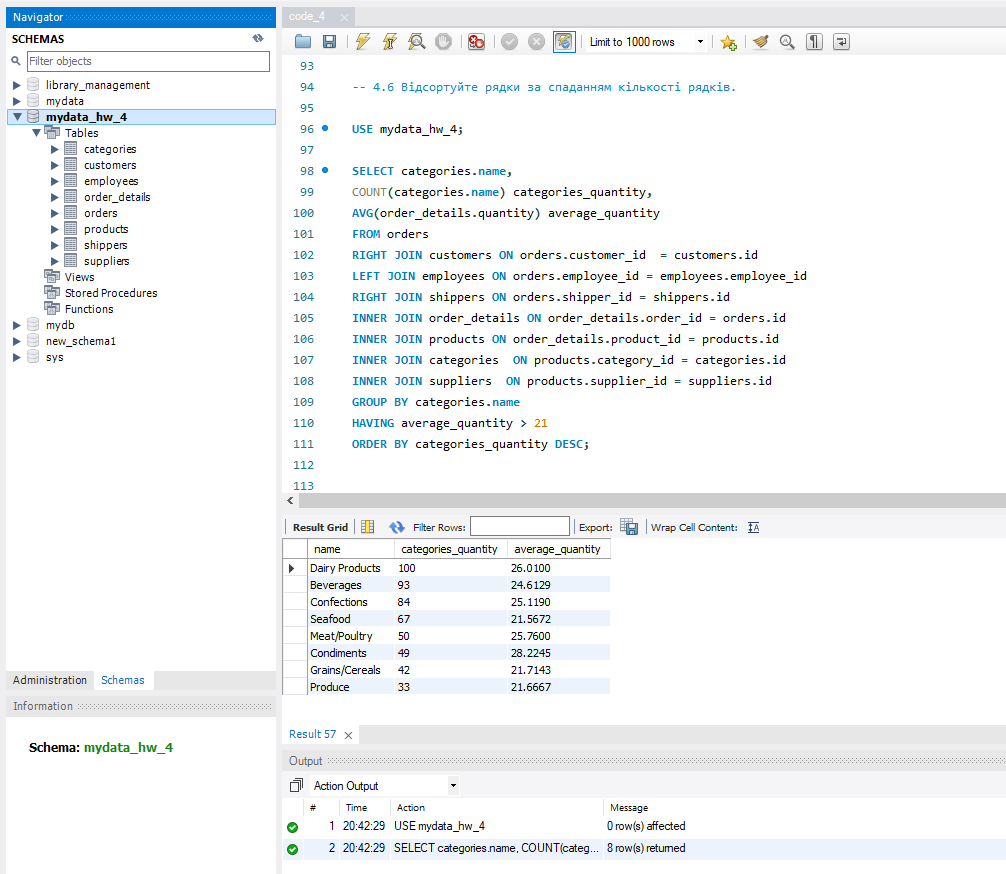 Navigator
SCHEMAS
Filter objects
library_management
mydata
mydata_hw_4
Tables
categories
customers
employees
order_details
orders
products
shippers
suppliers
Views
Stored Procedures
Functions
mydb
new_schema1
sys
Administration Schemas
Information
Schema: mydata_hw_4
code_4
Limit to 1000 rows
93
94 -- 4.6 Відсортуйте рядки за спаданням кількості рядків.
95
96 USE mydata_hw_4;
97
98 SELECT categories.name,
99 COUNT(categories.name) categories_quantity,
100 AVG(order_details.quantity) average_quantity
101 FROM orders
102 RIGHT JOIN customers ON orders.customer_id  = customers.id
103 LEFT JOIN employees ON orders.employee_id = employees.employee_id
104 RIGHT JOIN shippers ON orders.shipper_id = shippers.id
105 INNER JOIN order_details ON order_details.order_id = orders.id
106 INNER JOIN products ON order_details.product_id = products.id
107 INNER JOIN categories  ON products.category_id = categories.id
108 INNER JOIN suppliers  ON products.supplier_id = suppliers.id
109 GROUP BY categories.name
110 HAVING average_quantity > 21
111 ORDER BY categories_quantity DESC;
112
113
Result Grid Filter Rows: Export: Wrap Cell Content: IA
name categories_quantity average_quantity
Dairy Products 100 26.0100
Beverages 93 24.6129
Confections 84 25.1190
Seafood 67 21.5672
Meat/Poultry 50 25.7600
Condiments 49 28.2245
Grains/Cereals 42 21.7143
Produce 33 21.6667
Result 57
Output
Action Output
# Time Action Message
1 20:42:29 USE mydata_hw_4 0 row(s) affected
2 20:42:29 SELECT categories.name, COUNT(categ... 8 row(s) returned